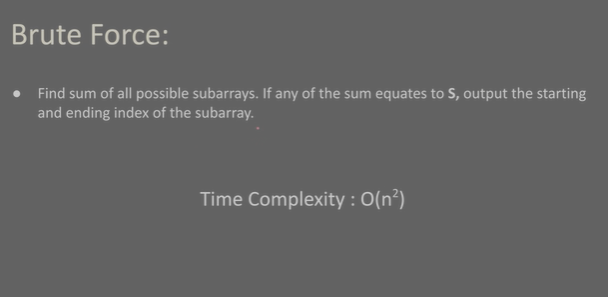 Brute Force:
● Find sum of all possible subarrays. If any of the sum equates to S, output the starting
and ending index of the subarray.
Time Complexity : O(n²)